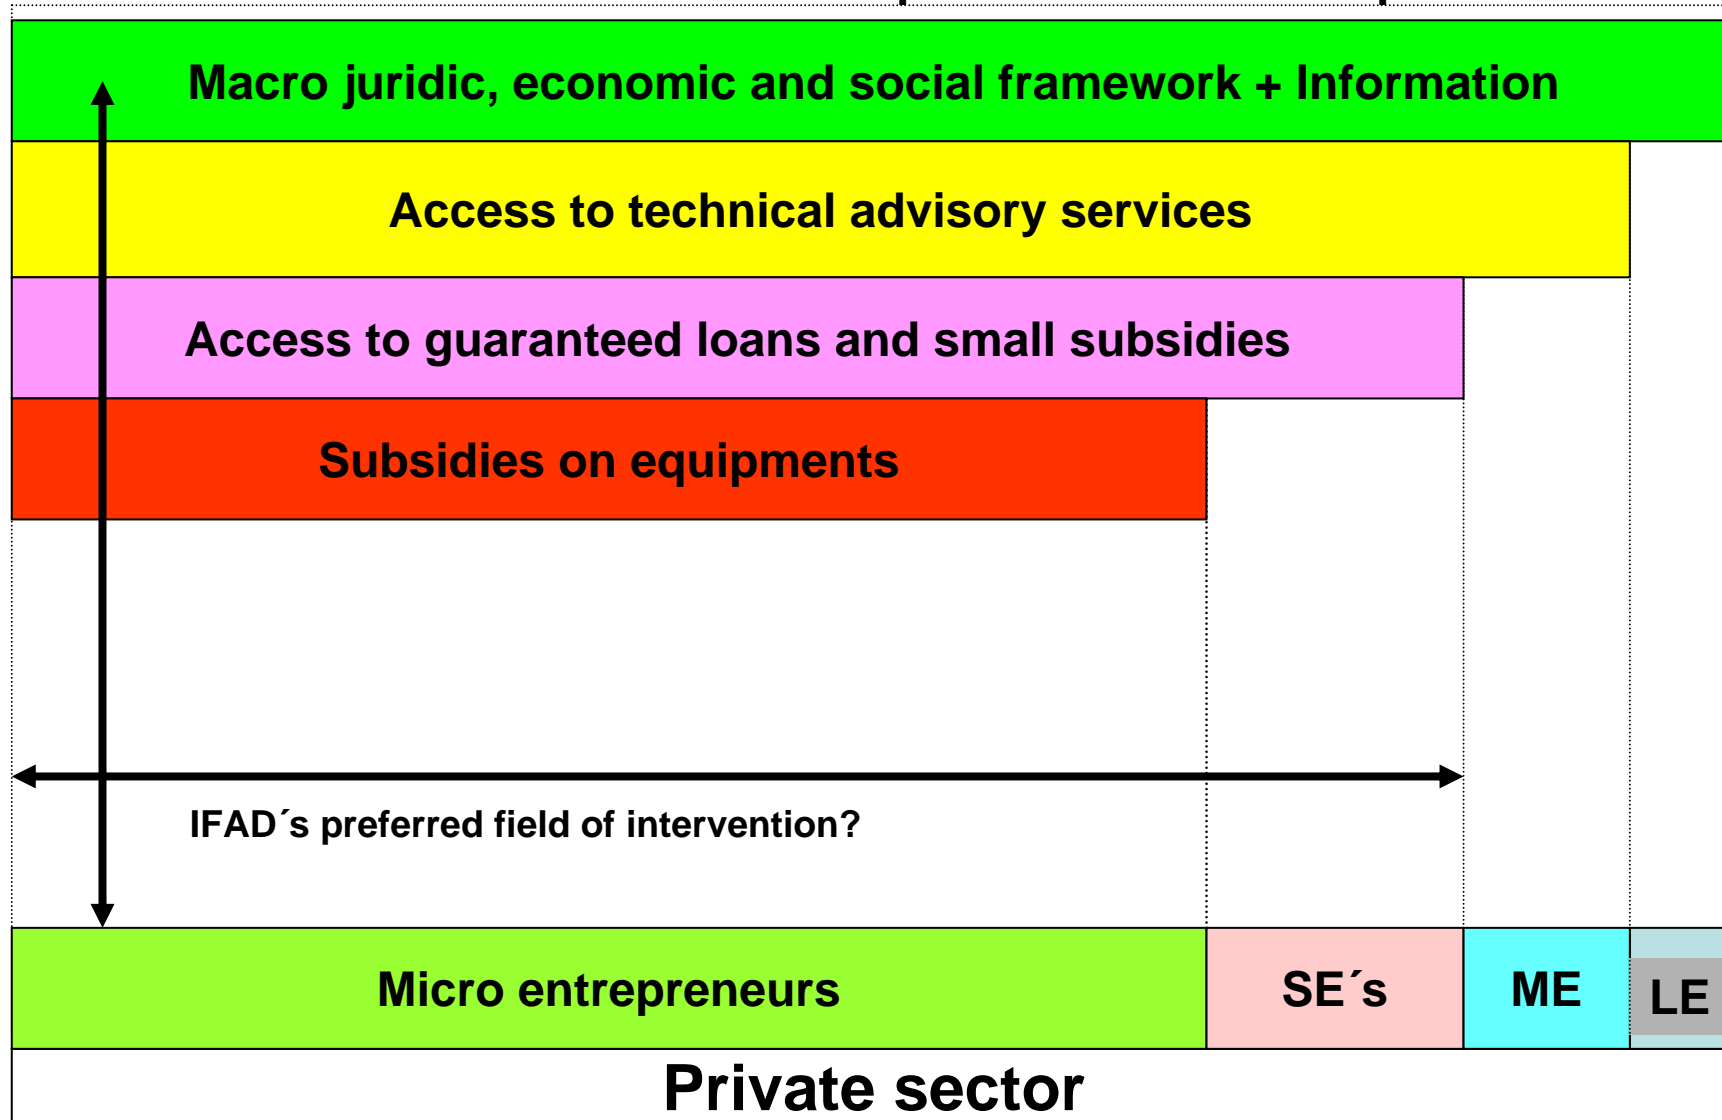 Macro juridic, economic and social framework + Information
Access to technical advisory services
Access to guaranteed loans and small subsidies
Subsidies on equipments
IFAD´s preferred field of intervention?
Micro entrepreneurs
SE´s
ME
LE
Private sector